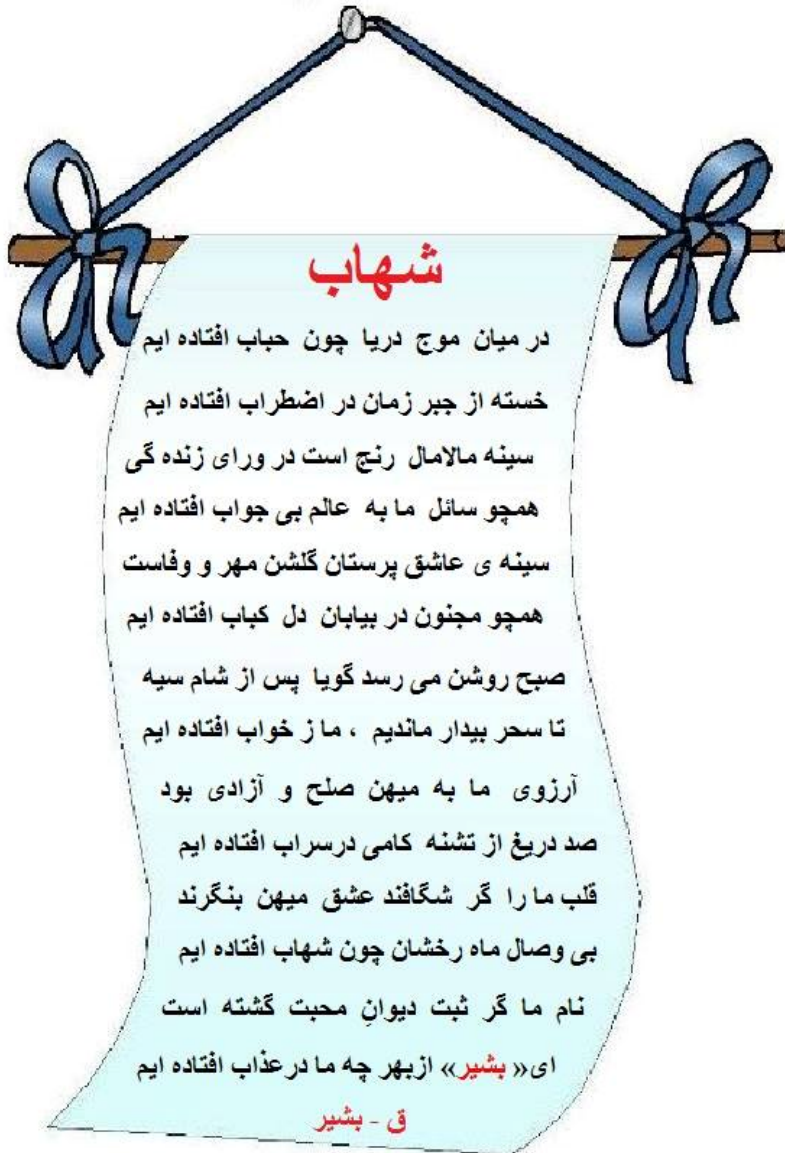 شهاب
در میان موج دریا چون حباب افتاده ایم
خسته از جبر زمان در اضطراب افتاده ایم
سینه مالامال رنج است در ورای زنده گی
همچو سائل ما به عالم بی جواب افتاده ایم
سینه ی عاشق پرستان گلشن مهر و وفاست
همچو مجنون در بیابان دل کباب افتاده ایم
صبح روشن می رسد گویا پس از شام سیه
تا سحر بیدار ماندیم ، ما ز خواب افتاده ایم
آرزوی ما به میهن صلح و آزادی بود
صد دریغ از تشنه کامی درسراب افتاده ایم
قلب ما را گر شگافند عشق میهن بنگرند
بی وصال ماه رخشان چون شهاب افتاده ایم
نام ما گر ثبت دیوانِ محبت گشته است
ای« بشیر» ازبهر چه ما درعذاب افتاده ایم
ق - بشیر